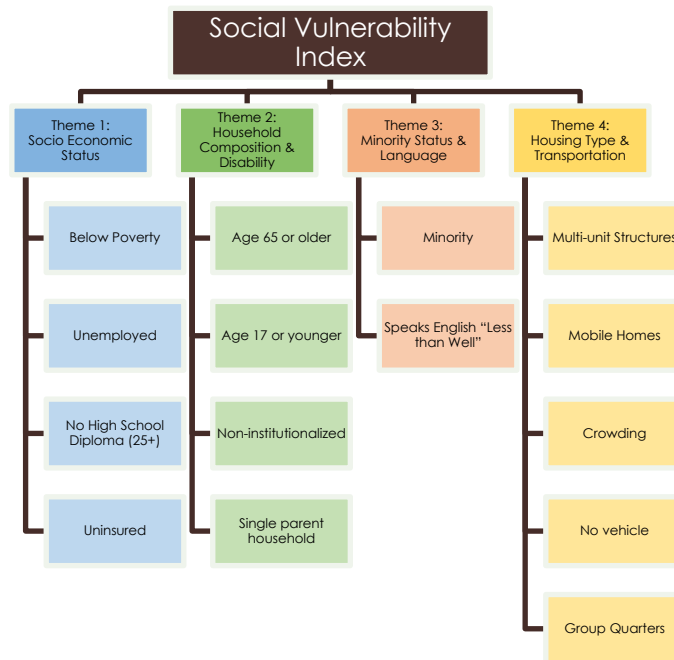 Social Vulnerability
Index
Theme 1:
Socio Economic
Status
Below Poverty
Unemployed
No High School
Diploma (25+)
Uninsured
Theme 2:
Household
Composition &
Disability
Age 65 or older
Age 17 or younger
Non-institutionalized
Single parent
household
Theme 3:
Minority Status &
Language
Minority
Speaks English “Less
than Well”
Theme 4:
Housing Type &
Transportation
Multi-unit Structures
Mobile Homes
Crowding
No vehicle
Group Quarters